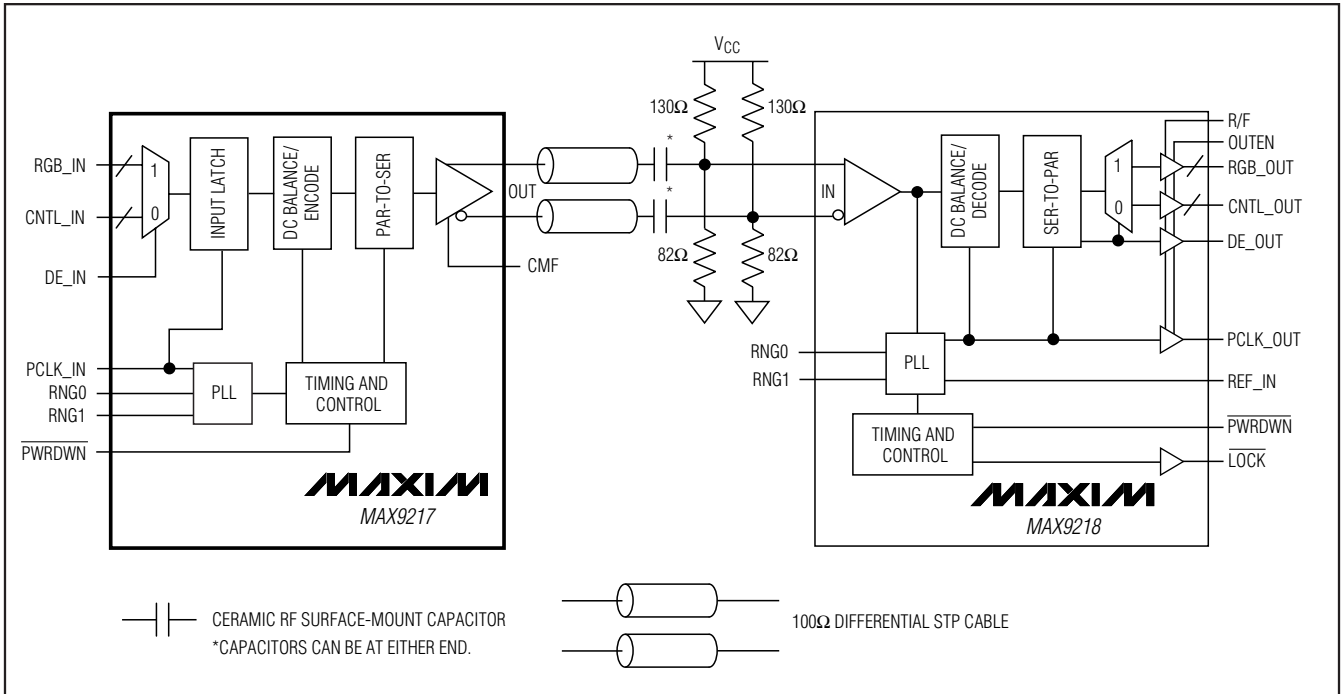 VCC
130Ω
130Ω
*
*
82Ω
82Ω
RGB_IN
CNTL_IN
DE_IN
PCLK_IN
RNG0
RNG1
PWRDWN
1
0
INPUT LATCH
DC BALANCE/
ENCODE
PAR-TO-SER
PLL
TIMING AND
CONTROL
OUT
CMF
MAXIM
MAX9217
IN
DC BALANCE/
DECODE
SER-TO-PAR
1
0
R/F
OUTEN
RGB_OUT
CNTL_OUT
DE_OUT
PCLK_OUT
RNG0
RNG1
PLL
REF_IN
TIMING AND
CONTROL
PWRDWN
LOCK
MAXIM
MAX9218
CERAMIC RF SURFACE-MOUNT CAPACITOR
*CAPACITORS CAN BE AT EITHER END.
100Ω DIFFERENTIAL STP CABLE